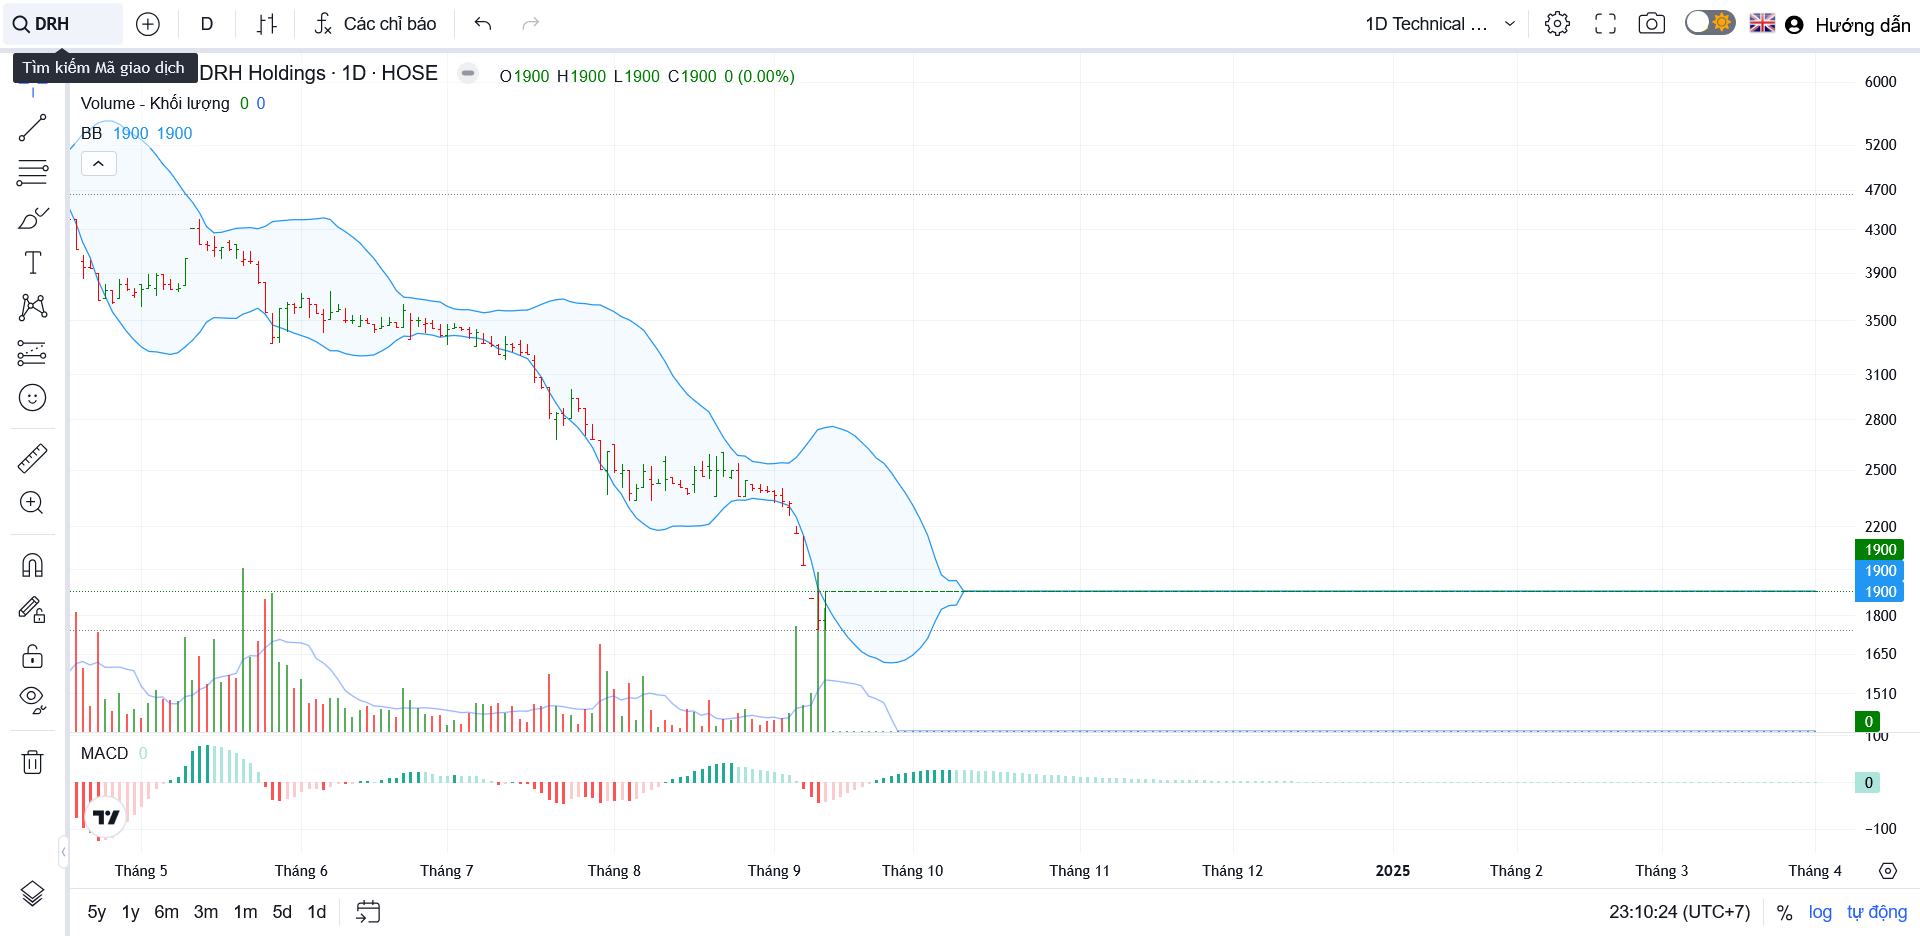 DRH
D
Các chỉ báo
1D Technical ...
Hướng dẫn
Tìm kiếm Mã giao dịch
DRH Holdings · 1D · HOSE
O1900 H1900 L1900 C1900 0 (0.00%)
Volume - Khối lượng 0 0
BB 1900 1900
6000
5200
4700
4300
3900
3500
3100
2800
2500
2200
1900
1900
1900
1800
1650
1510
0
100
MACD 0
0
−100
Tháng 5
Tháng 6
Tháng 7
Tháng 8
Tháng 9
Tháng 10
Tháng 11
Tháng 12
2025
Tháng 2
Tháng 3
Tháng 4
5y 1y 6m 3m 1m 5d 1d
23:10:24 (UTC+7)
% log tự động